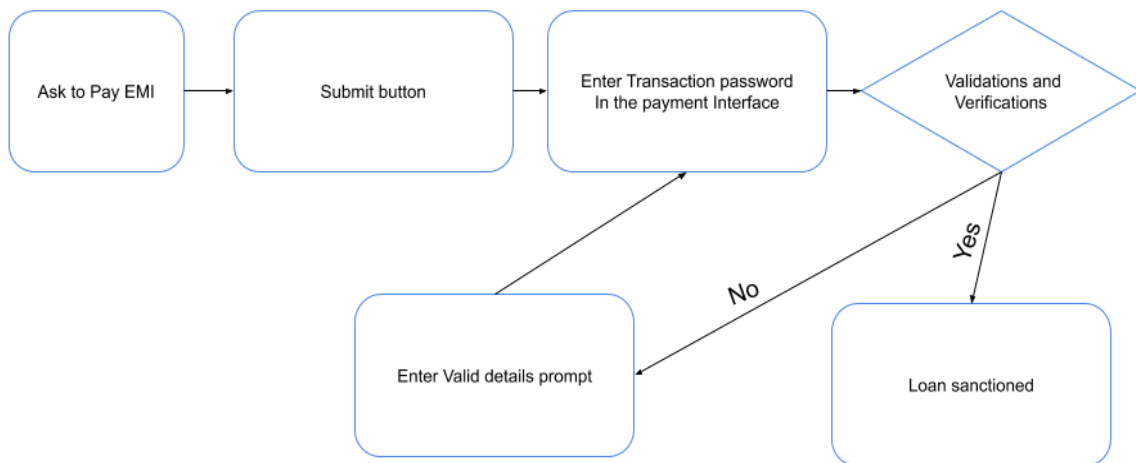 Ask to Pay EMI
Submit button
Enter Transaction password
In the payment Interface
Validations and
Verifications
Yes
No
Enter Valid details prompt
Loan sanctioned